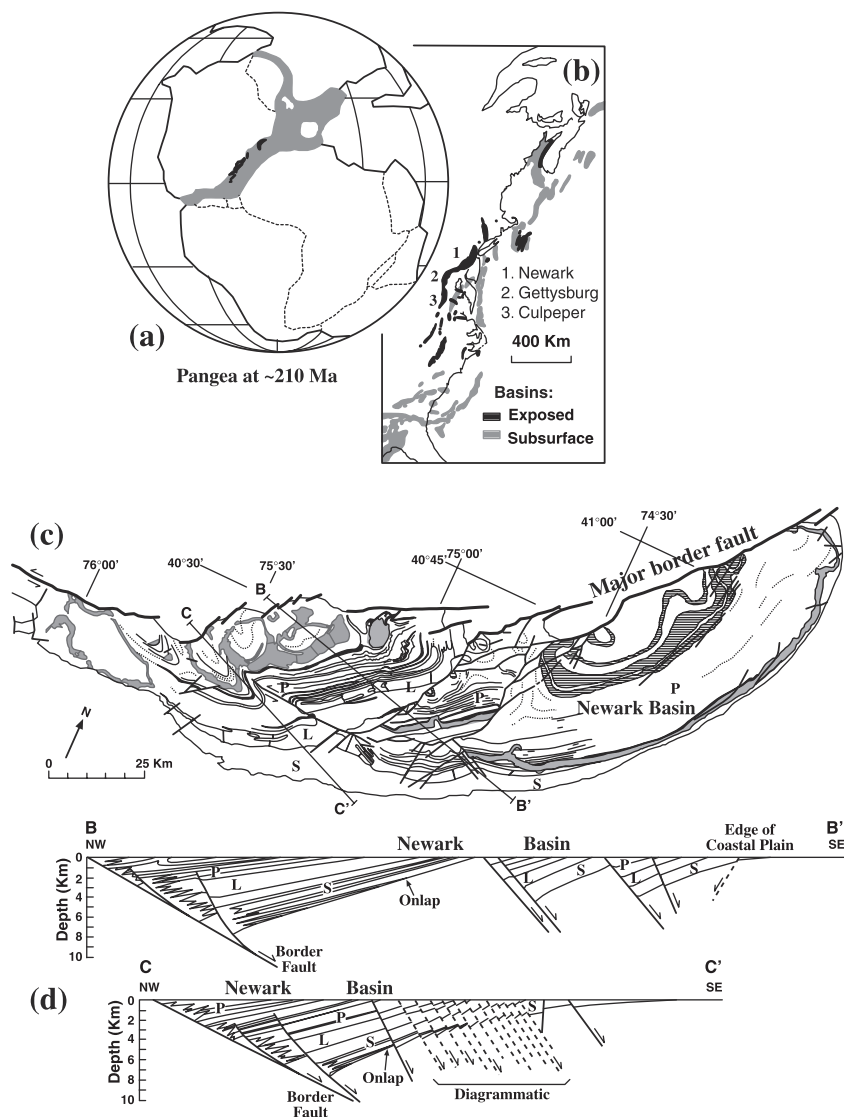 (a)
Pangea at ~210 Ma
(b)
1
2
3
1. Newark
2. Gettysburg
3. Culpeper
400 Km
Basins:
Exposed
Subsurface
(c)
76°00'
40°30'
75°30'
40°45'
75°00'
41°00'
74°30'
Major border fault
B
C
P
L
P
L
S
P
Newark Basin
S
N
0 25 Km
C'
B'
B
NW
Newark Basin
Edge of
Coastal Plain
B'
SE
Depth (Km)
0
2
4
6
8
10
P
L
S
Onlap
L
S
P
L
S
Border
Fault
(d)
C
NW
Newark Basin
C'
SE
Depth (Km)
0
2
4
6
8
10
P
P
L
S
S
Onlap
Border
Fault
Diagrammatic